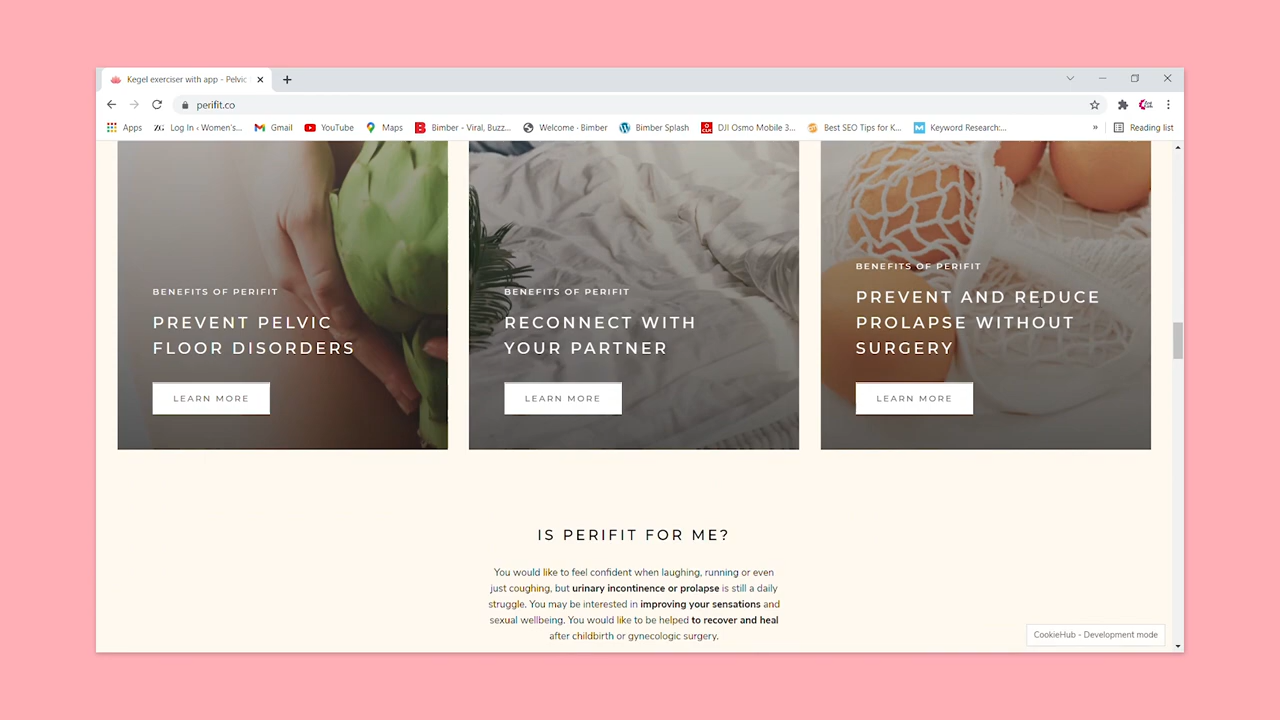 Kegel exerciser with app - Pelvic
perifit.co
Apps
Log In ‹ Women's...
Gmail
YouTube
Maps
Bimber - Viral, Buzz...
Welcome · Bimber
Bimber Splash
DJI Osmo Mobile 3...
Best SEO Tips for K...
Keyword Research:...
»
Reading list
BENEFITS OF PERIFIT
PREVENT PELVIC
FLOOR DISORDERS
LEARN MORE
BENEFITS OF PERIFIT
RECONNECT WITH
YOUR PARTNER
LEARN MORE
BENEFITS OF PERIFIT
PREVENT AND REDUCE
PROLAPSE WITHOUT
SURGERY
LEARN MORE
IS PERIFIT FOR ME?
You would like to feel confident when laughing, running or even
just coughing, but urinary incontinence or prolapse is still a daily
struggle. You may be interested in improving your sensations and
sexual wellbeing. You would like to be helped to recover and heal
after childbirth or gynecologic surgery.
CookieHub - Development mode